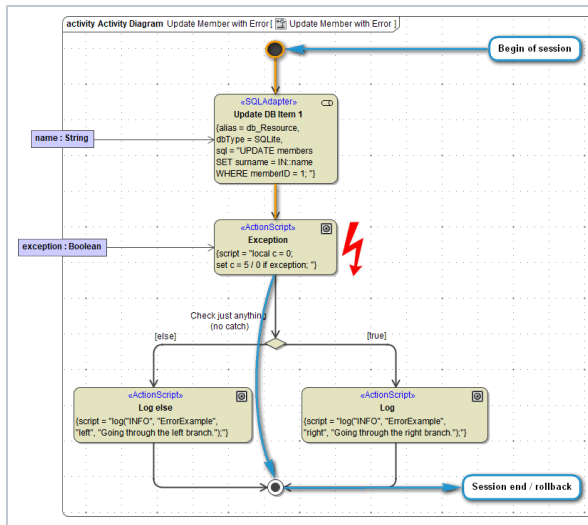 activity Activity Diagram Update Member with Error [ Update Member with Error ]
Begin of session
«SQLAdapter»
Update DB Item 1
{alias = db_Resource,
dbType = SQLite,
sql = "UPDATE members
SET surname = IN::name
WHERE memberID = 1; "}
name : String
«ActionScript»
Exception
{script = "local c = 0;
set c = 5 / 0 if exception; "}
exception : Boolean
Check just anything
(no catch)
[else]
[true]
«ActionScript»
Log else
{script = "log("INFO", "ErrorExample",
"left", "Going through the left branch.");"}
«ActionScript»
Log
{script = "log("INFO", "ErrorExample",
"right", "Going through the right branch.");"}
Session end / rollback